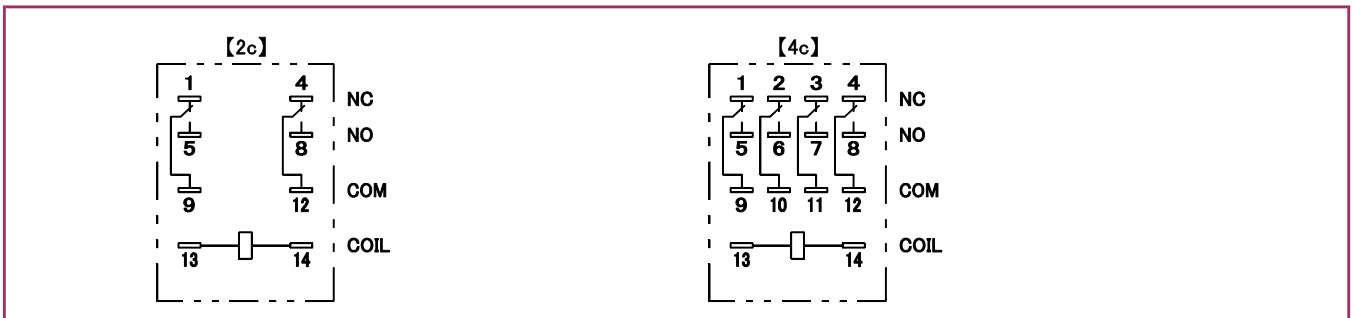 【2c】
1 4 NC
5 8 NO
9 12 COM
13 14 COIL
【4c】
1 2 3 4 NC
5 6 7 8 NO
9 10 11 12 COM
13 14 COIL